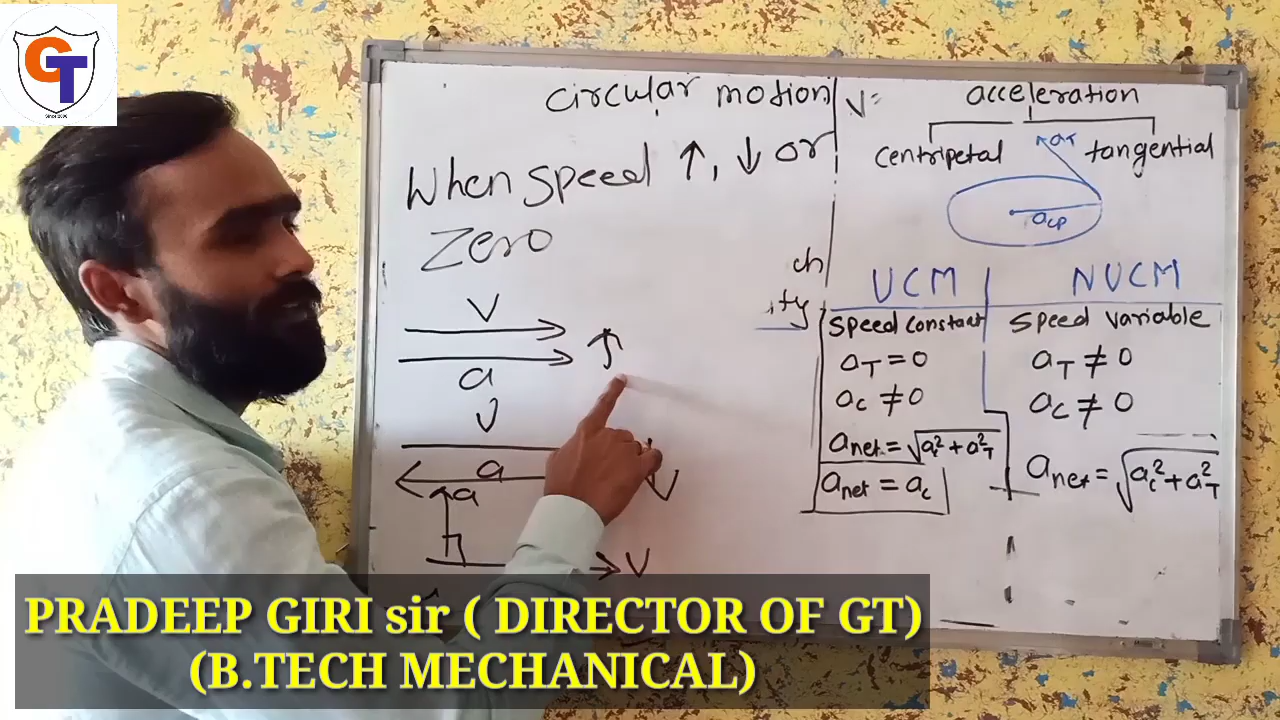 GT
circular motion
When speed ↑, ↓ or
Zero
V
a
↑
V
a
↓
a
V
V=
acceleration
Centripetal
tangential
aT
acp
ch
ity
UCM
NUCM
Speed constant
Speed variable
aT = 0
aT ≠ 0
ac ≠ 0
ac ≠ 0
anet = √ac² + aT²
anet = √ac² + aT²
anet = ac
PRADEEP GIRI sir ( DIRECTOR OF GT)
(B.TECH MECHANICAL)